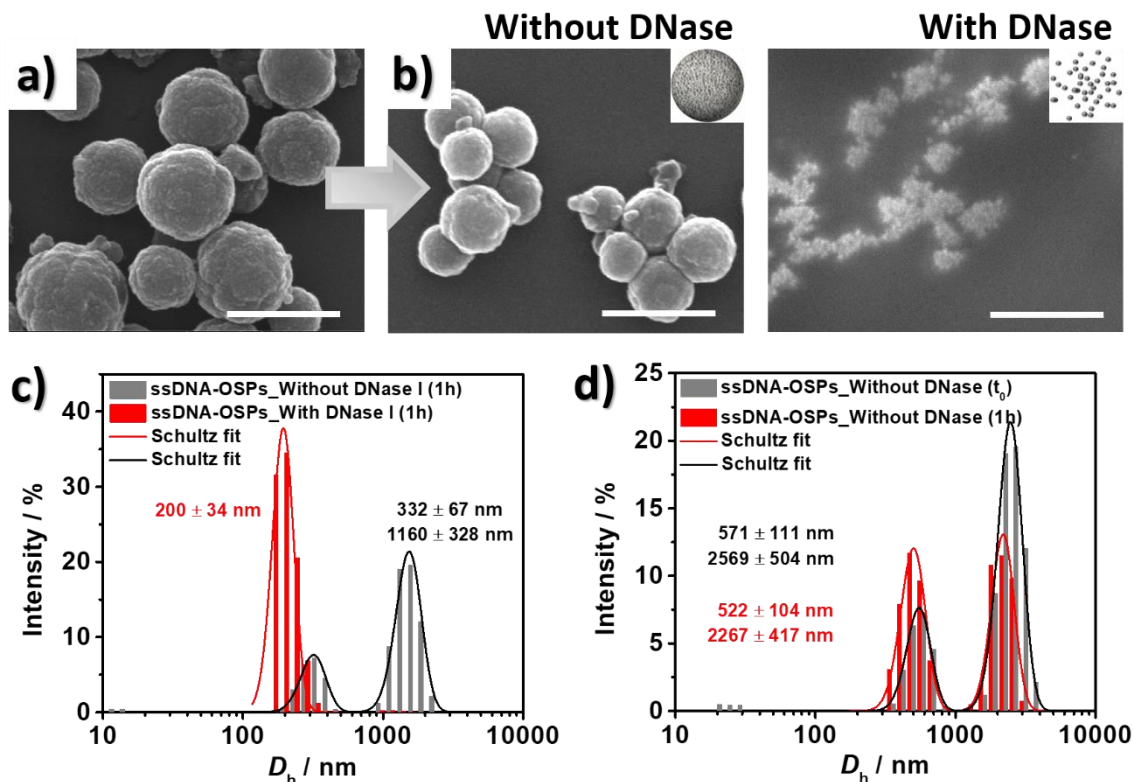 Without DNase
With DNase
a)
b)
c)
ssDNA-OSPs_Without DNase I (1h)
ssDNA-OSPs_With DNase I (1h)
Schultz fit
Schultz fit
200 ± 34 nm
332 ± 67 nm
1160 ± 328 nm
Intensity / %
40
30
20
10
0
10
100
1000
10000
Dh / nm
d)
ssDNA-OSPs_Without DNase (t0)
ssDNA-OSPs_Without DNase (1h)
Schultz fit
Schultz fit
571 ± 111 nm
2569 ± 504 nm
522 ± 104 nm
2267 ± 417 nm
Intensity / %
25
20
15
10
5
0
10
100
1000
10000
Dh / nm